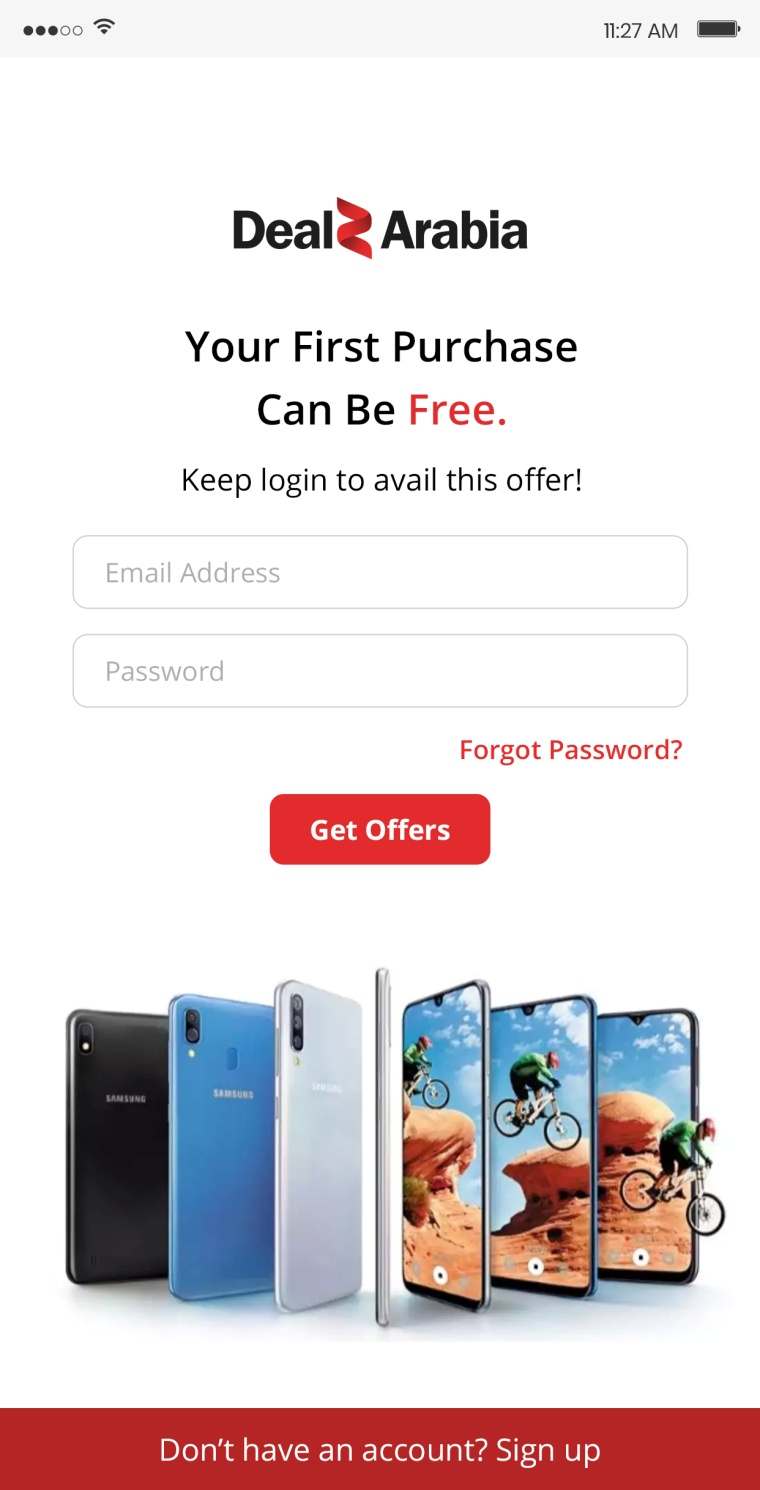 11:27 AM
Deal Arabia
Your First Purchase
Can Be Free.
Keep login to avail this offer!
Email Address
Password
Forgot Password?
Get Offers
SAMSUNG
SAMSUNG
SAMSUNG
Don’t have an account? Sign up